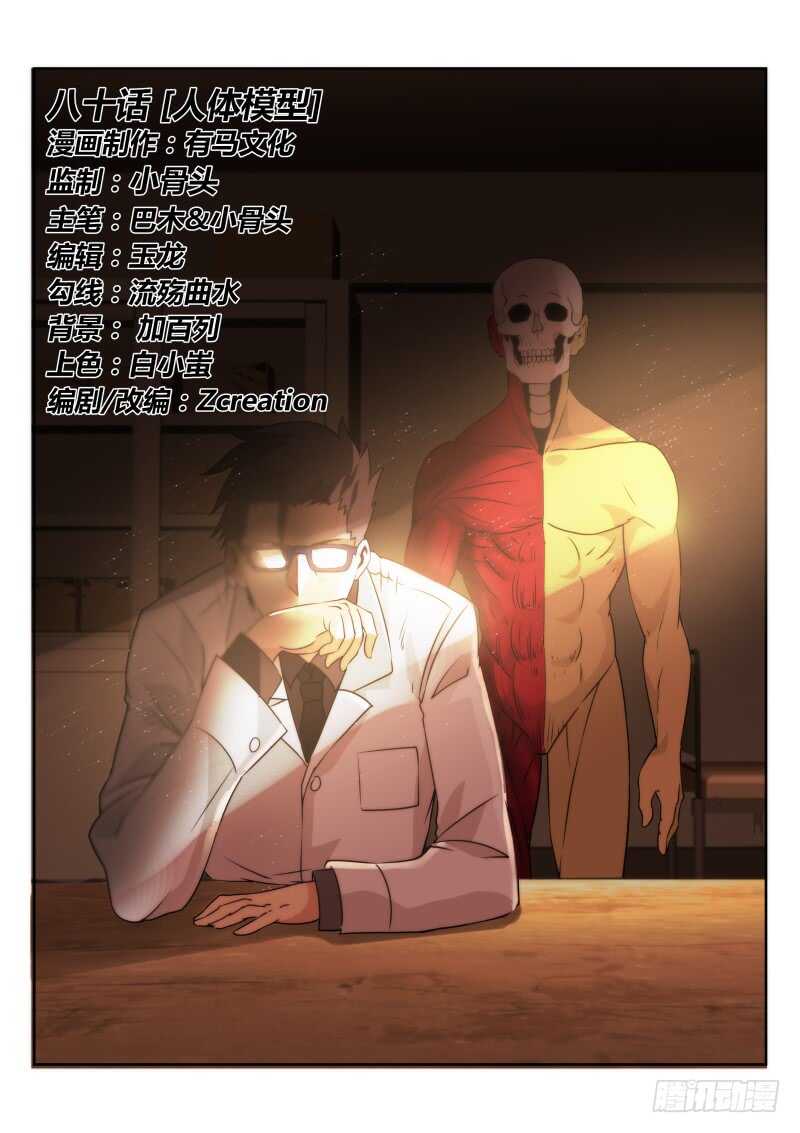 八十话 [人体模型]
漫画制作：有马文化
监制：小骨头
主笔：巴木&小骨头
编辑：玉龙
勾线：流殇曲水
背景： 加百列
上色：白小蚩
编剧/改编：Zcreation
腾讯动漫